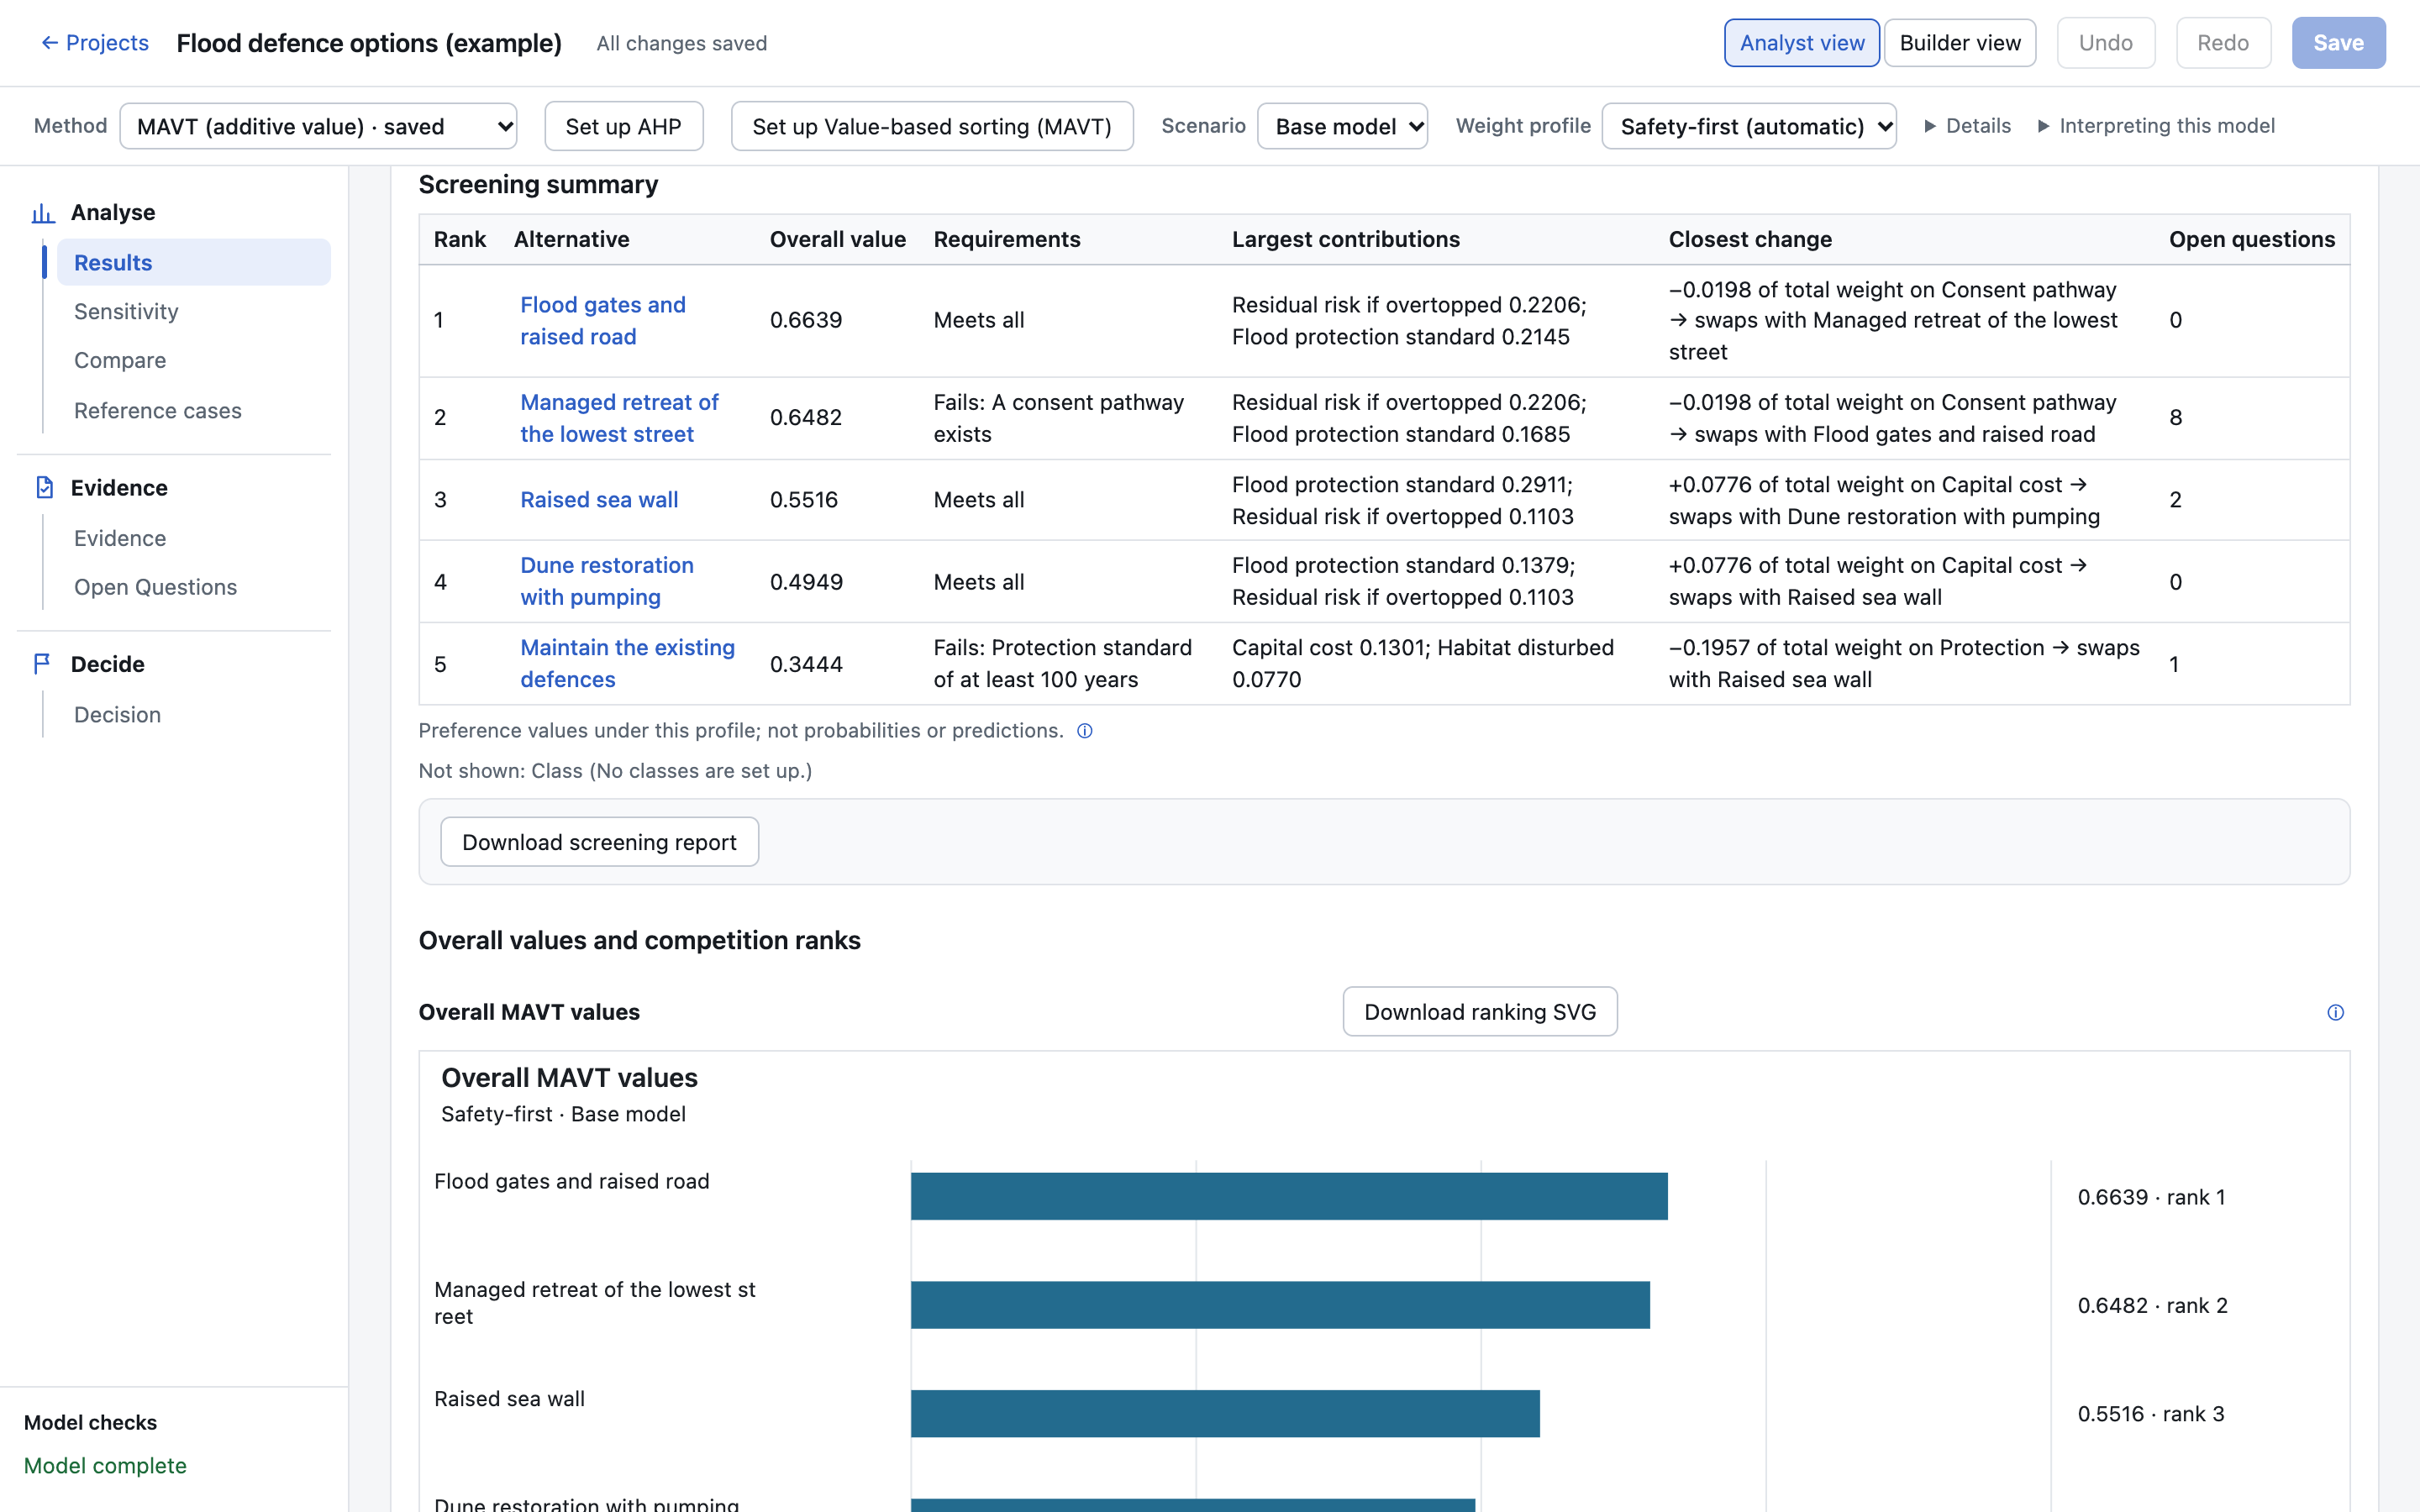 ← Projects
Flood defence options (example)
All changes saved
Analyst view
Builder view
Undo
Redo
Save
Method
MAVT (additive value) · saved
Set up AHP
Set up Value-based sorting (MAVT)
Scenario
Base model
Weight profile
Safety-first (automatic)
▶ Details
▶ Interpreting this model
Analyse
Results
Sensitivity
Compare
Reference cases
Evidence
Evidence
Open Questions
Decide
Decision
Model checks
Model complete
Screening summary
Rank Alternative Overall value Requirements Largest contributions Closest change Open questions
1
Flood gates and
raised road
0.6639
Meets all
Residual risk if overtopped 0.2206;
Flood protection standard 0.2145
−0.0198 of total weight on Consent pathway
→ swaps with Managed retreat of the lowest
street
0
2
Managed retreat of
the lowest street
0.6482
Fails: A consent pathway
exists
Residual risk if overtopped 0.2206;
Flood protection standard 0.1685
−0.0198 of total weight on Consent pathway
→ swaps with Flood gates and raised road
8
3
Raised sea wall
0.5516
Meets all
Flood protection standard 0.2911;
Residual risk if overtopped 0.1103
+0.0776 of total weight on Capital cost →
swaps with Dune restoration with pumping
2
4
Dune restoration
with pumping
0.4949
Meets all
Flood protection standard 0.1379;
Residual risk if overtopped 0.1103
+0.0776 of total weight on Capital cost →
swaps with Raised sea wall
0
5
Maintain the existing
defences
0.3444
Fails: Protection standard
of at least 100 years
Capital cost 0.1301; Habitat disturbed
0.0770
−0.1957 of total weight on Protection → swaps
with Raised sea wall
1
Preference values under this profile; not probabilities or predictions.
Not shown: Class (No classes are set up.)
Download screening report
Overall values and competition ranks
Overall MAVT values
Download ranking SVG
Overall MAVT values
Safety-first · Base model
Flood gates and raised road
0.6639 · rank 1
Managed retreat of the lowest st
reet
0.6482 · rank 2
Raised sea wall
0.5516 · rank 3
Dune restoration with pumping